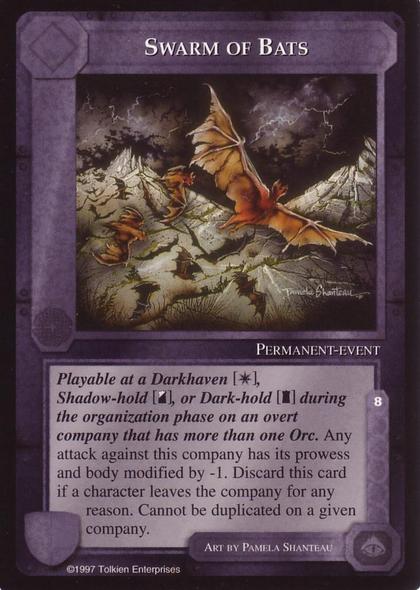 SWARM OF BATS
Pamela Shanteau
PERMANENT-EVENT
Playable at a Darkhaven [✶],
Shadow-hold [◪], or Dark-hold [♜] during
the organization phase on an overt
company that has more than one Orc. Any
attack against this company has its prowess
and body modified by -1. Discard this card
if a character leaves the company for any
reason. Cannot be duplicated on a given
company.
8
ART BY PAMELA SHANTEAU
©1997 Tolkien Enterprises